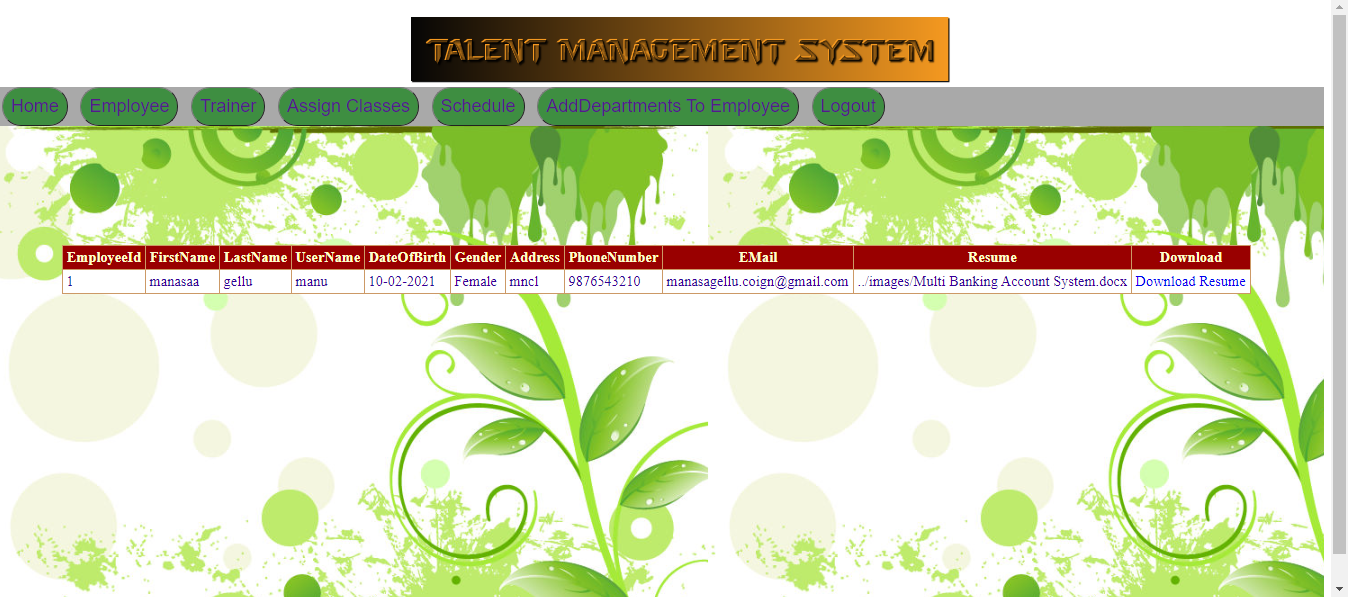 TALENT MANAGEMENT SYSTEM
Home Employee Trainer Assign Classes Schedule AddDepartments To Employee Logout
EmployeeId FirstName LastName UserName DateOfBirth Gender Address PhoneNumber EMail Resume Download
1 manasaa gellu manu 10-02-2021 Female mncl 9876543210 manasagellu.coign@gmail.com ../images/Multi Banking Account System.docx Download Resume